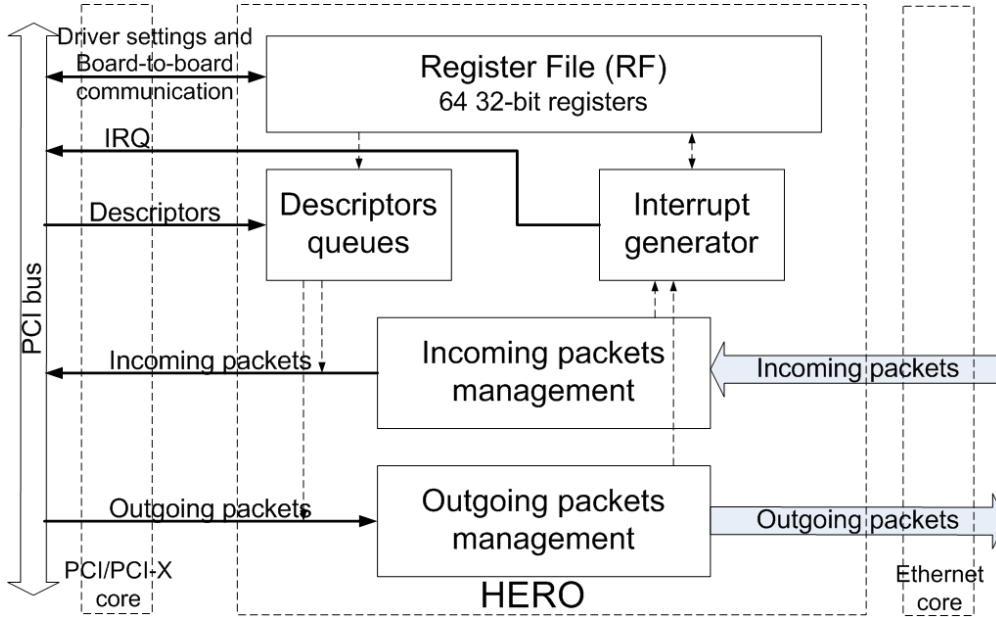 Driver settings and
Board-to-board
communication
Register File (RF)
64 32-bit registers
IRQ
Descriptors
Descriptors
queues
Interrupt
generator
PCI bus
Incoming packets
Incoming packets
management
Incoming packets
Outgoing packets
Outgoing packets
management
Outgoing packets
PCI/PCI-X
core
HERO
Ethernet
core